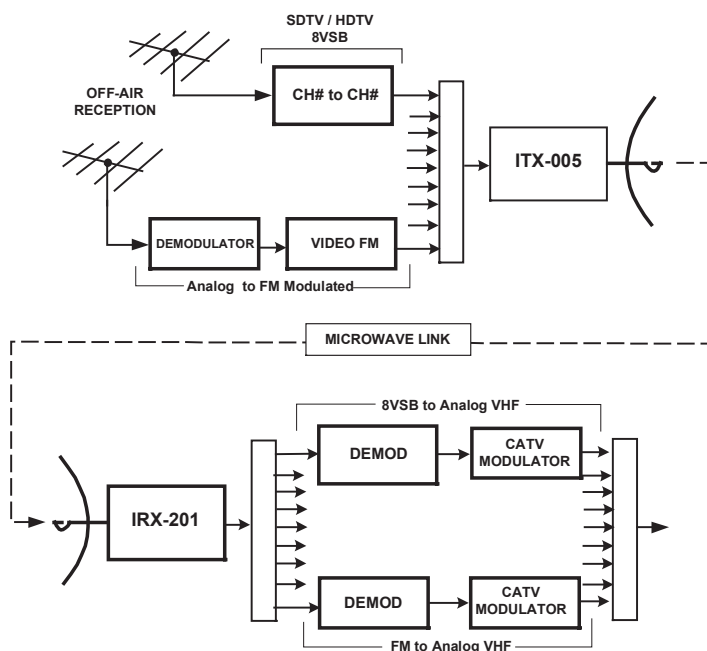 SDTV / HDTV
8VSB
OFF-AIR
RECEPTION
CH# to CH#
ITX-005
DEMODULATOR
VIDEO FM
Analog to FM Modulated
MICROWAVE LINK
8VSB to Analog VHF
DEMOD
CATV
MODULATOR
IRX-201
DEMOD
CATV
MODULATOR
FM to Analog VHF